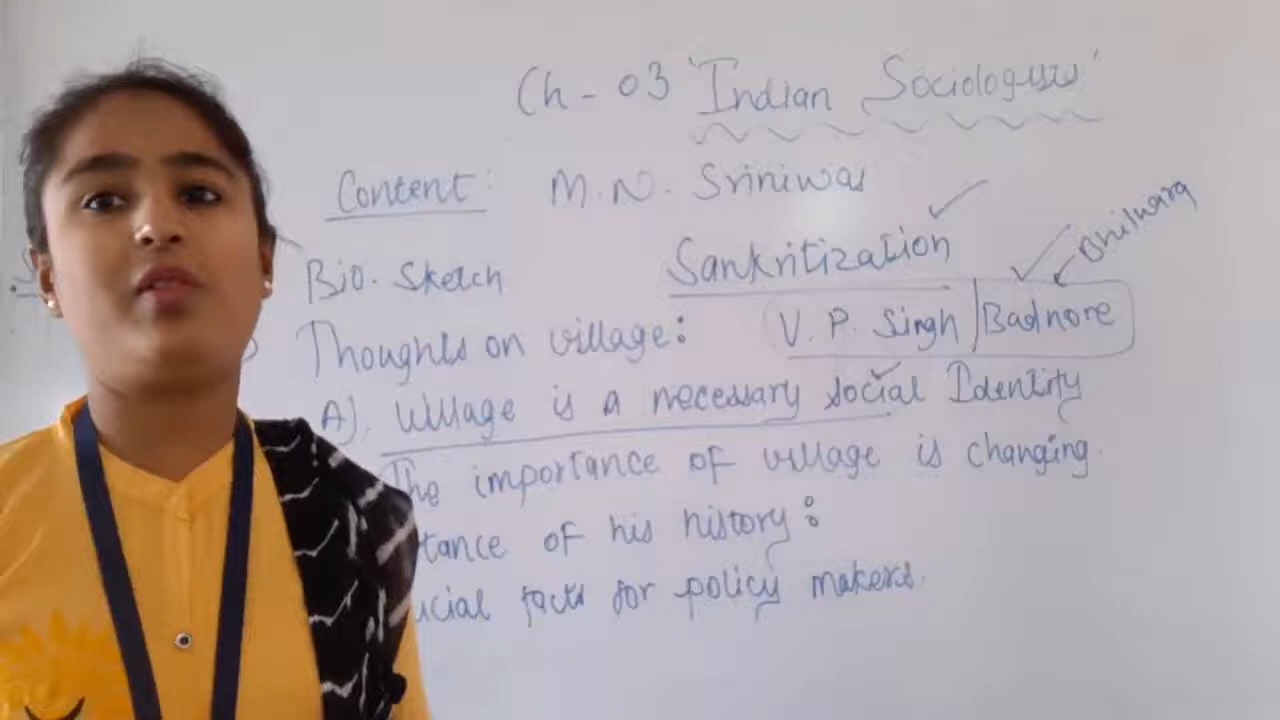 Ch - 03 'Indian Sociologists'
Content: M.N. Sriniwas
Sankritization
Bhilwara
Bio. Sketch
V. P. Singh | Badnore
Thoughts on village:
A). Village is a necessary social Identity
The importance of village is changing.
tance of his history:
ucial facts for policy makers.